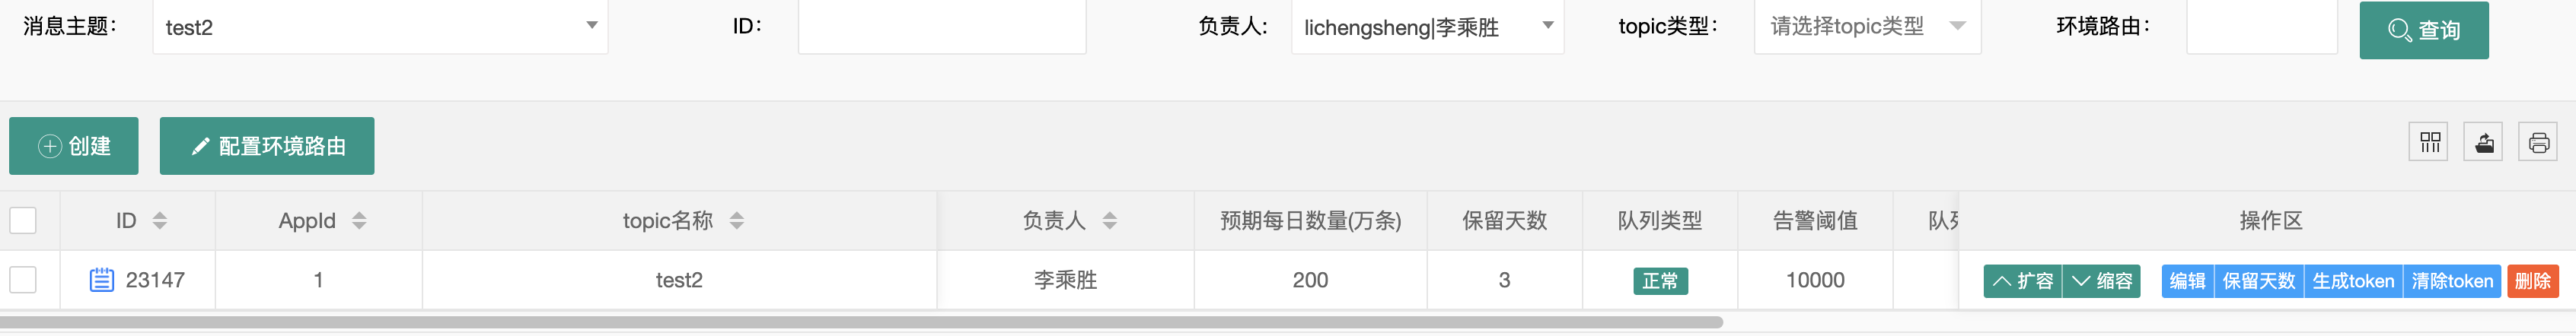 消息主题： test2 ID： 负责人: lichengsheng|李乘胜 topic类型： 请选择topic类型 环境路由： 查询
创建 配置环境路由
ID AppId topic名称 负责人 预期每日数量(万条) 保留天数 队列类型 告警阈值 队 操作区
23147 1 test2 李乘胜 200 3 正常 10000 扩容 缩容 编辑 保留天数 生成token 清除token 删除